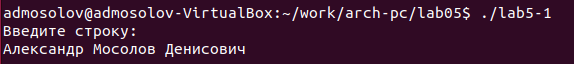 admosolov@admosolov-VirtualBox:~/work/arch-pc/lab05$ ./lab5-1
Введите строку:
Александр Мосолов Денисович